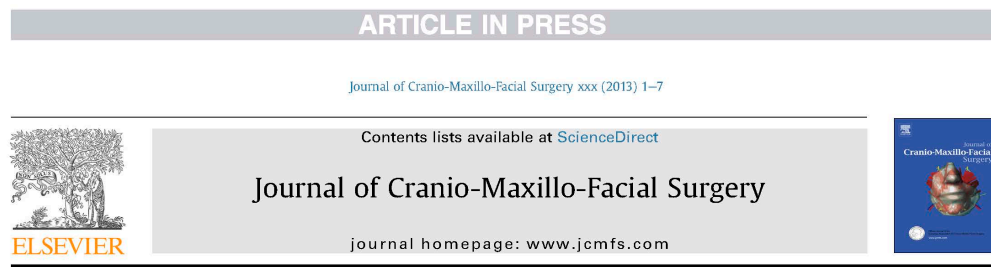 ARTICLE IN PRESS
Journal of Cranio-Maxillo-Facial Surgery xxx (2013) 1–7
Contents lists available at ScienceDirect
Journal of Cranio-Maxillo-Facial Surgery
journal homepage: www.jcmfs.com
ELSEVIER
Journal of
Cranio-Maxillo-Facial
Surgery